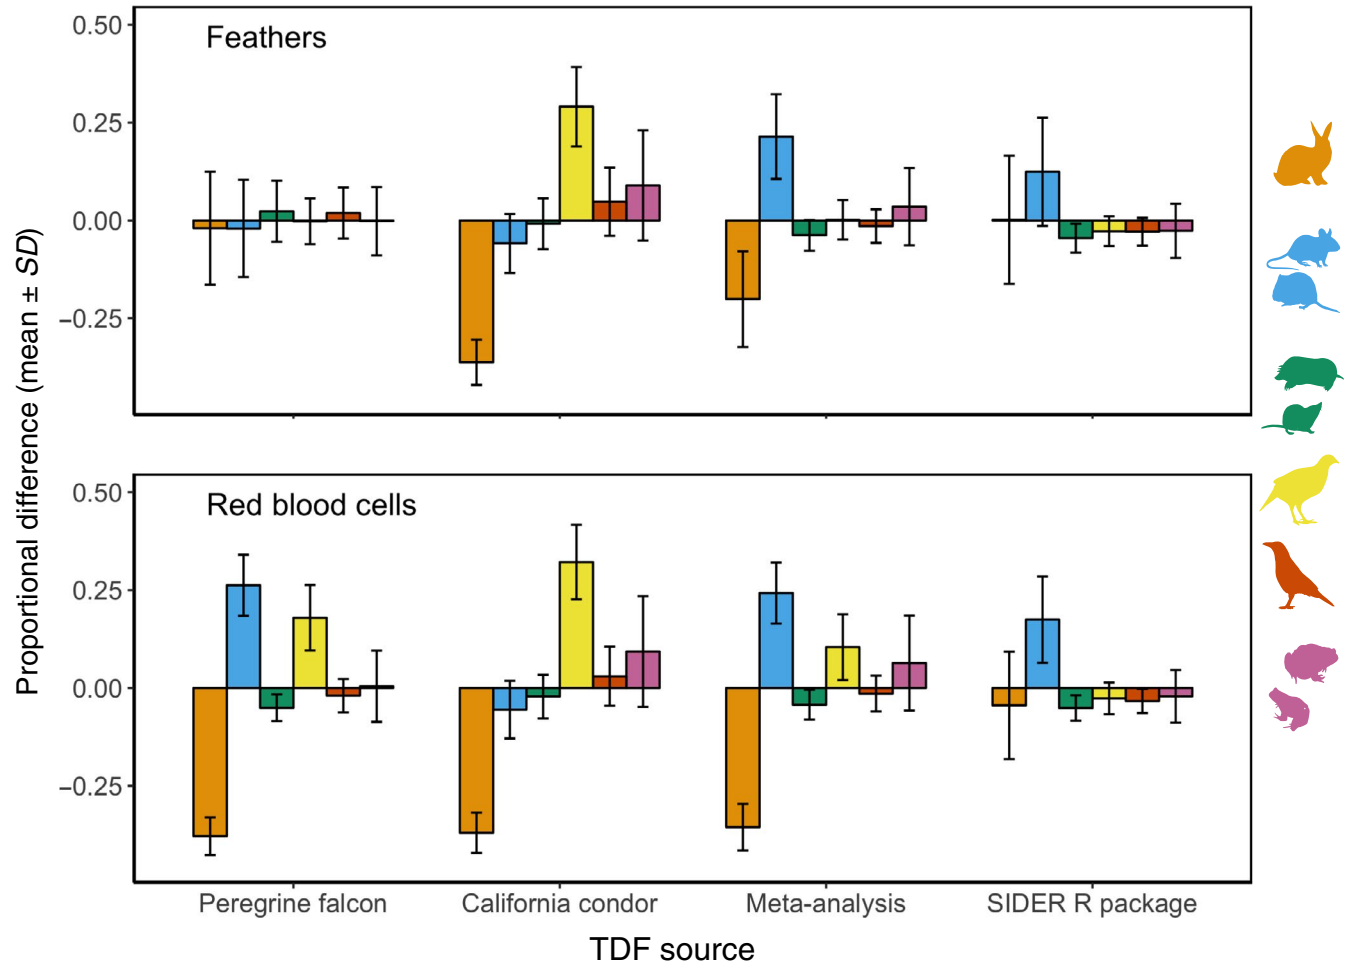 Feathers
0.50
0.25
0.00
−0.25
Red blood cells
0.50
0.25
0.00
−0.25
Proportional difference (mean ± SD)
Peregrine falcon
California condor
Meta-analysis
SIDER R package
TDF source